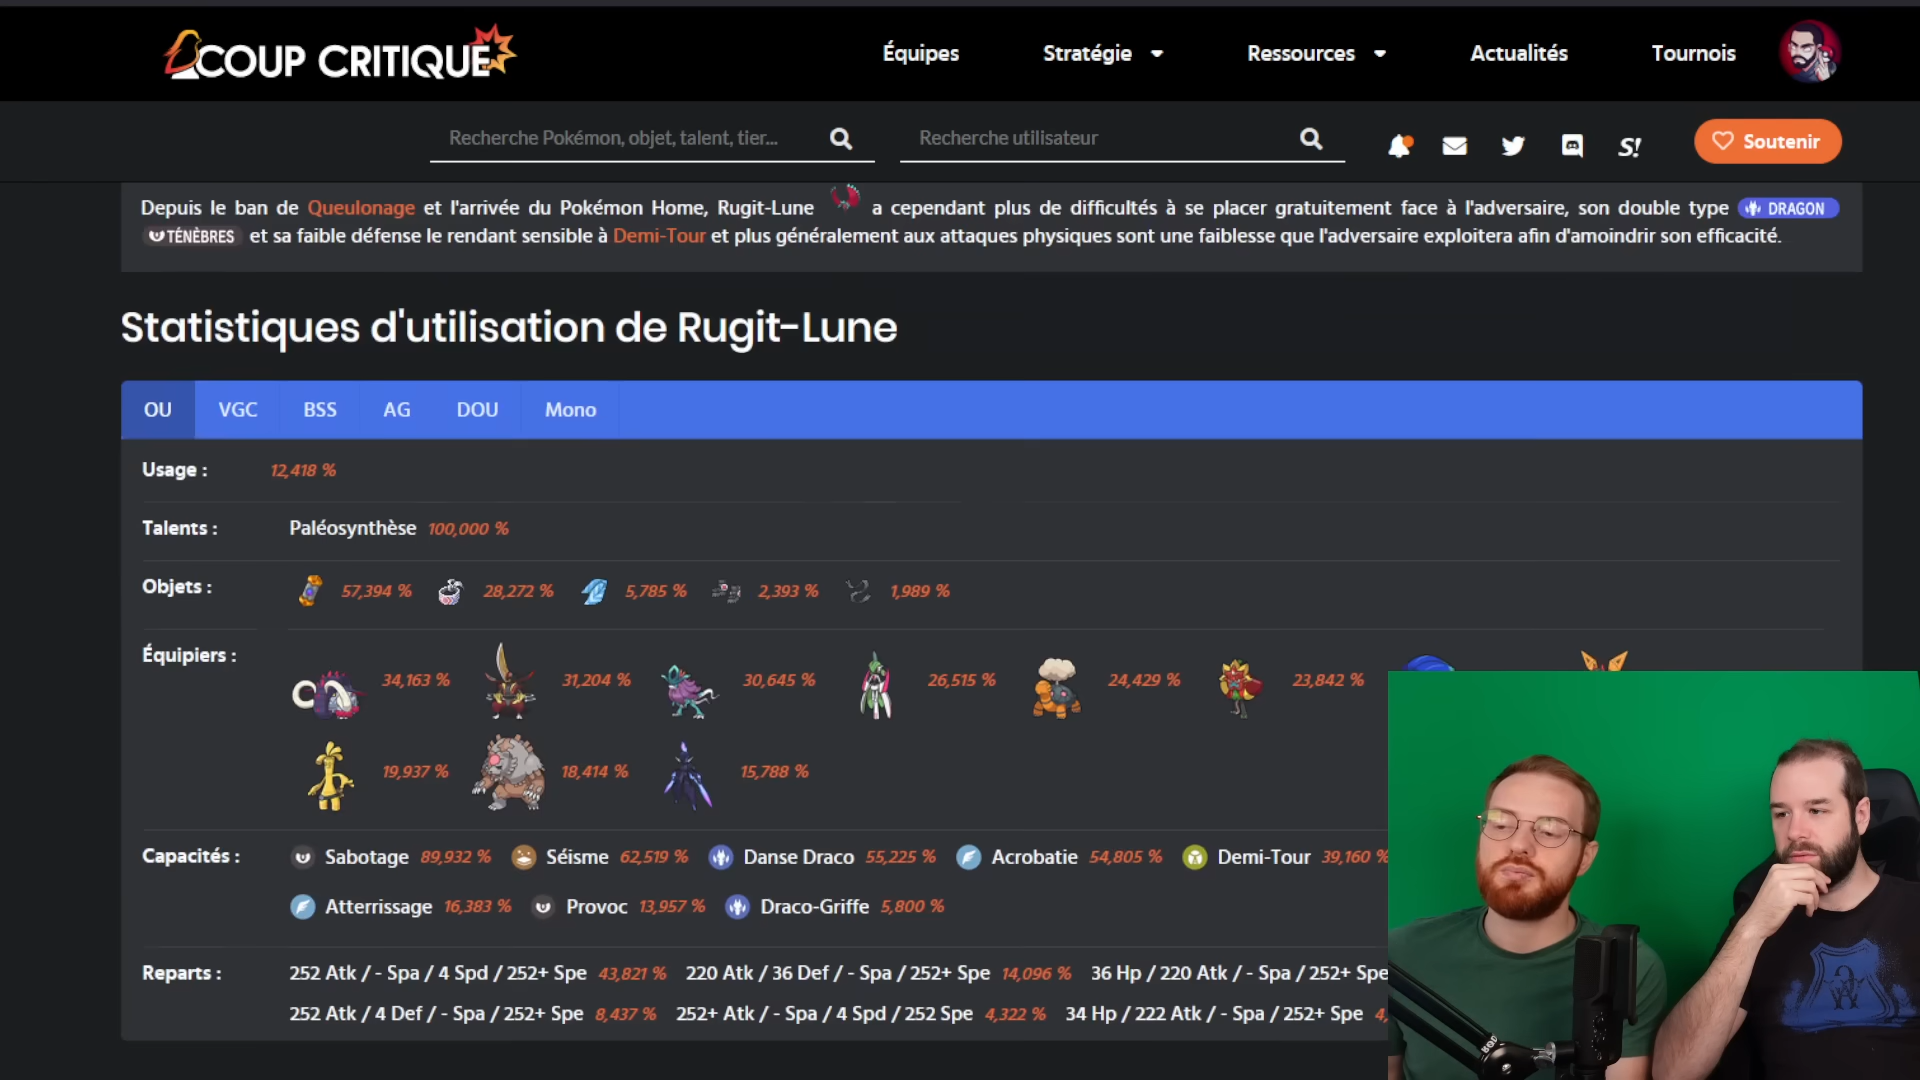 COUP CRITIQUE
Équipes Stratégie Ressources Actualités Tournois
Recherche Pokémon, objet, talent, tier... Recherche utilisateur S! Soutenir
Depuis le ban de Queulonage et l'arrivée du Pokémon Home, Rugit-Lune a cependant plus de difficultés à se placer gratuitement face à l'adversaire, son double type DRAGON
TÉNÈBRES et sa faible défense le rendant sensible à Demi-Tour et plus généralement aux attaques physiques sont une faiblesse que l'adversaire exploitera afin d'amoindrir son efficacité.
Statistiques d'utilisation de Rugit-Lune
OU VGC BSS AG DOU Mono
Usage : 12,418 %
Talents : Paléosynthèse 100,000 %
Objets : 57,394 % 28,272 % 5,785 % 2,393 % 1,989 %
Équipiers : 34,163 % 31,204 % 30,645 % 26,515 % 24,429 % 23,842 %
19,937 % 18,414 % 15,788 %
Capacités : Sabotage 89,932 % Séisme 62,519 % Danse Draco 55,225 % Acrobatie 54,805 % Demi-Tour 39,160 %
Atterrissage 16,383 % Provoc 13,957 % Draco-Griffe 5,800 %
Reparts : 252 Atk / - Spa / 4 Spd / 252+ Spe 43,821 % 220 Atk / 36 Def / - Spa / 252+ Spe 14,096 % 36 Hp / 220 Atk / - Spa / 252+ Spe
252 Atk / 4 Def / - Spa / 252+ Spe 8,437 % 252+ Atk / - Spa / 4 Spd / 252 Spe 4,322 % 34 Hp / 222 Atk / - Spa / 252+ Spe 4,